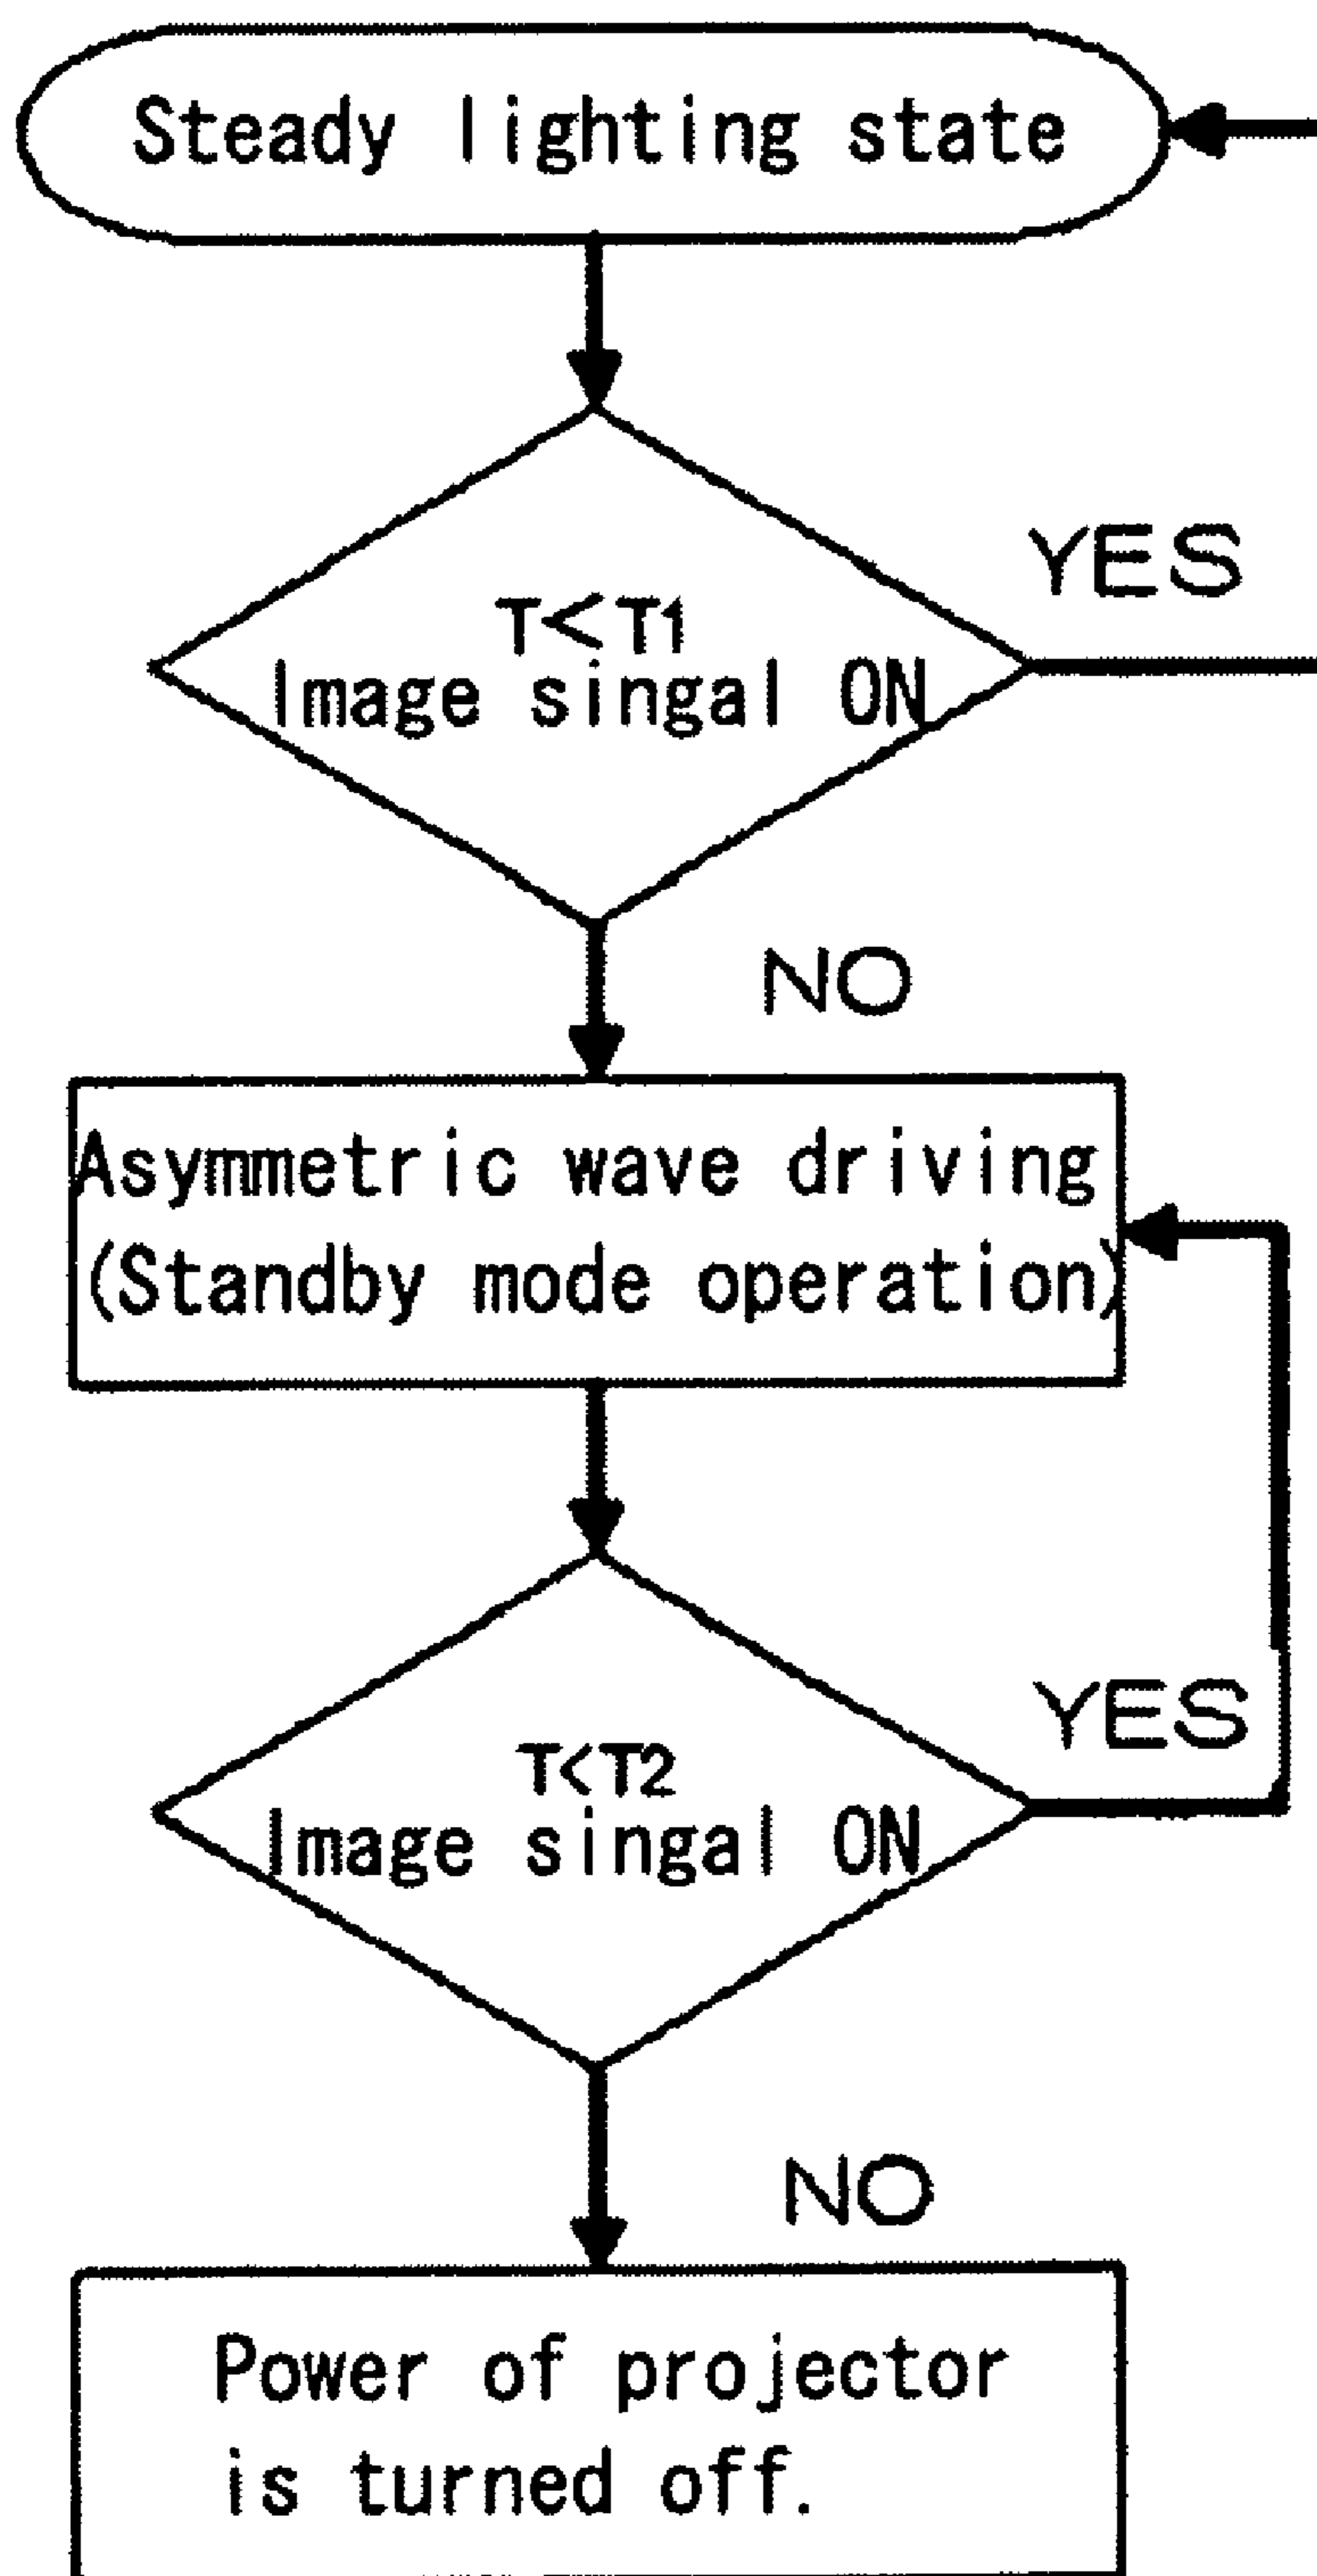 Steady lighting state
YES
T<T1
Image singal ON
NO
Asymmetric wave driving
(Standby mode operation)
YES
T<T2
Image singal ON
NO
Power of projector
is turned off.